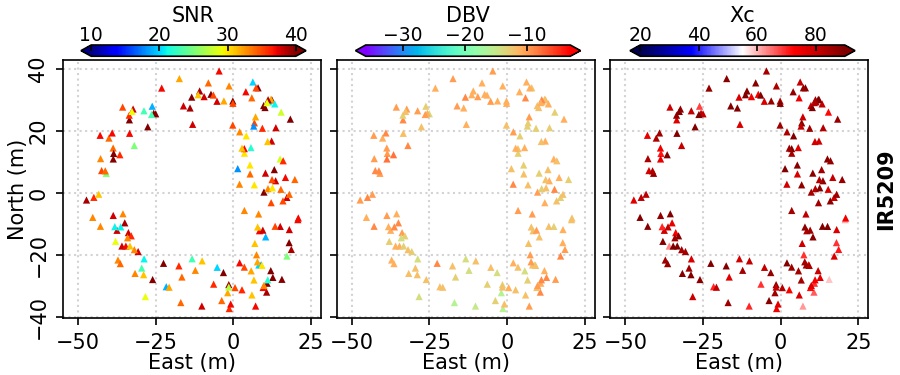 SNR DBV Xc
10 20 30 40 −30 −20 −10 20 40 60 80
40
20
0
−20
−40
North (m)
−50 −25 0 25 −50 −25 0 25 −50 −25 0 25
East (m) East (m) East (m)
IR5209